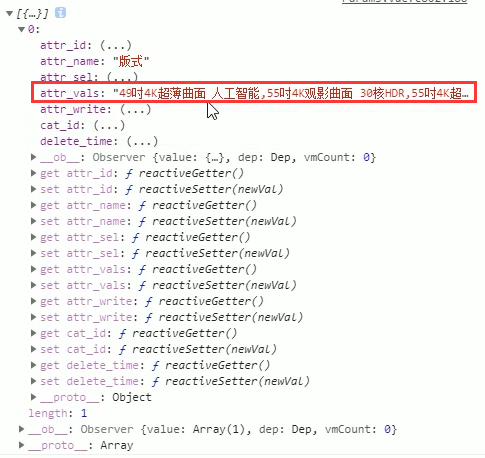 [{…}]
0:
attr_id: (...)
attr_name: "版式"
attr_sel: (...)
attr_vals: "49吋4K超薄曲面 人工智能,55吋4K观影曲面 30核HDR,55吋4K超…
attr_write: (...)
cat_id: (...)
delete_time: (...)
__ob__: Observer {value: {…}, dep: Dep, vmCount: 0}
get attr_id: ƒ reactiveGetter()
set attr_id: ƒ reactiveSetter(newVal)
get attr_name: ƒ reactiveGetter()
set attr_name: ƒ reactiveSetter(newVal)
get attr_sel: ƒ reactiveGetter()
set attr_sel: ƒ reactiveSetter(newVal)
get attr_vals: ƒ reactiveGetter()
set attr_vals: ƒ reactiveSetter(newVal)
get attr_write: ƒ reactiveGetter()
set attr_write: ƒ reactiveSetter(newVal)
get cat_id: ƒ reactiveGetter()
set cat_id: ƒ reactiveSetter(newVal)
get delete_time: ƒ reactiveGetter()
set delete_time: ƒ reactiveSetter(newVal)
__proto__: Object
length: 1
__ob__: Observer {value: Array(1), dep: Dep, vmCount: 0}
__proto__: Array